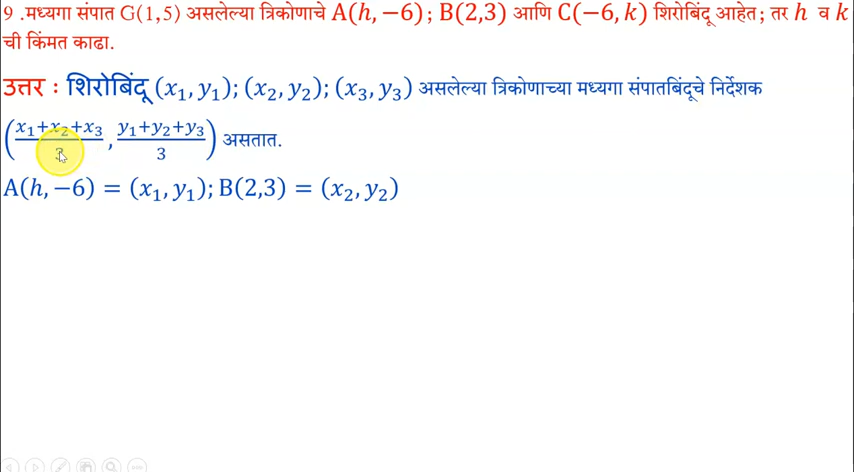 9 .मध्यगा संपात G(1,5) असलेल्या त्रिकोणाचे A(h,−6); B(2,3) आणि C(−6,k) शिरोबिंदू आहेत; तर h व k
ची किंमत काढा.
उत्तर : शिरोबिंदू (x₁,y₁); (x₂,y₂); (x₃,y₃) असलेल्या त्रिकोणाच्या मध्यगा संपातबिंदूचे निर्देशक
((x₁+x₂+x₃)/3, (y₁+y₂+y₃)/3) असतात.
A(h,−6) = (x₁,y₁); B(2,3) = (x₂,y₂)